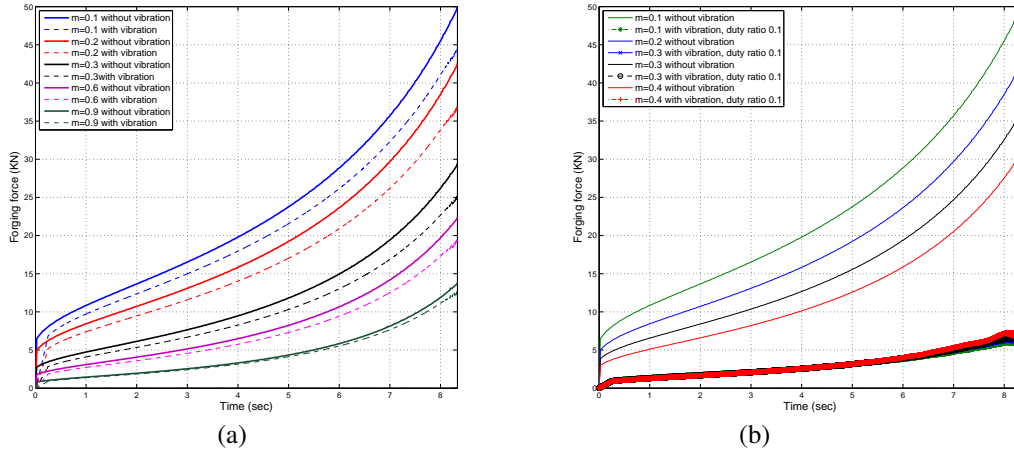 50
45
40
35
30
25
20
15
10
5
0
Forging force (KN)
m=0.1 without vibration
m=0.1 with vibration
m=0.2 without vibration
m=0.2 with vibration
m=0.3 without vibration
m=0.3with vibration
m=0.6 without vibration
m=0.6 with vibration
m=0.9 without vibration
m=0.9 with vibration
0 1 2 3 4 5 6 7 8
Time (sec)
(a)
50
45
40
35
30
25
20
15
10
5
0
Forging force (KN)
m=0.1 without vibration
m=0.1 with vibration, duty ratio 0.1
m=0.2 without vibration
m=0.3 with vibration, duty ratio 0.1
m=0.3 without vibration
m=0.3 with vibration, duty ratio 0.1
m=0.4 without vibration
m=0.4 with vibration, duty ratio 0.1
0 1 2 3 4 5 6 7 8
Time (sec)
(b)